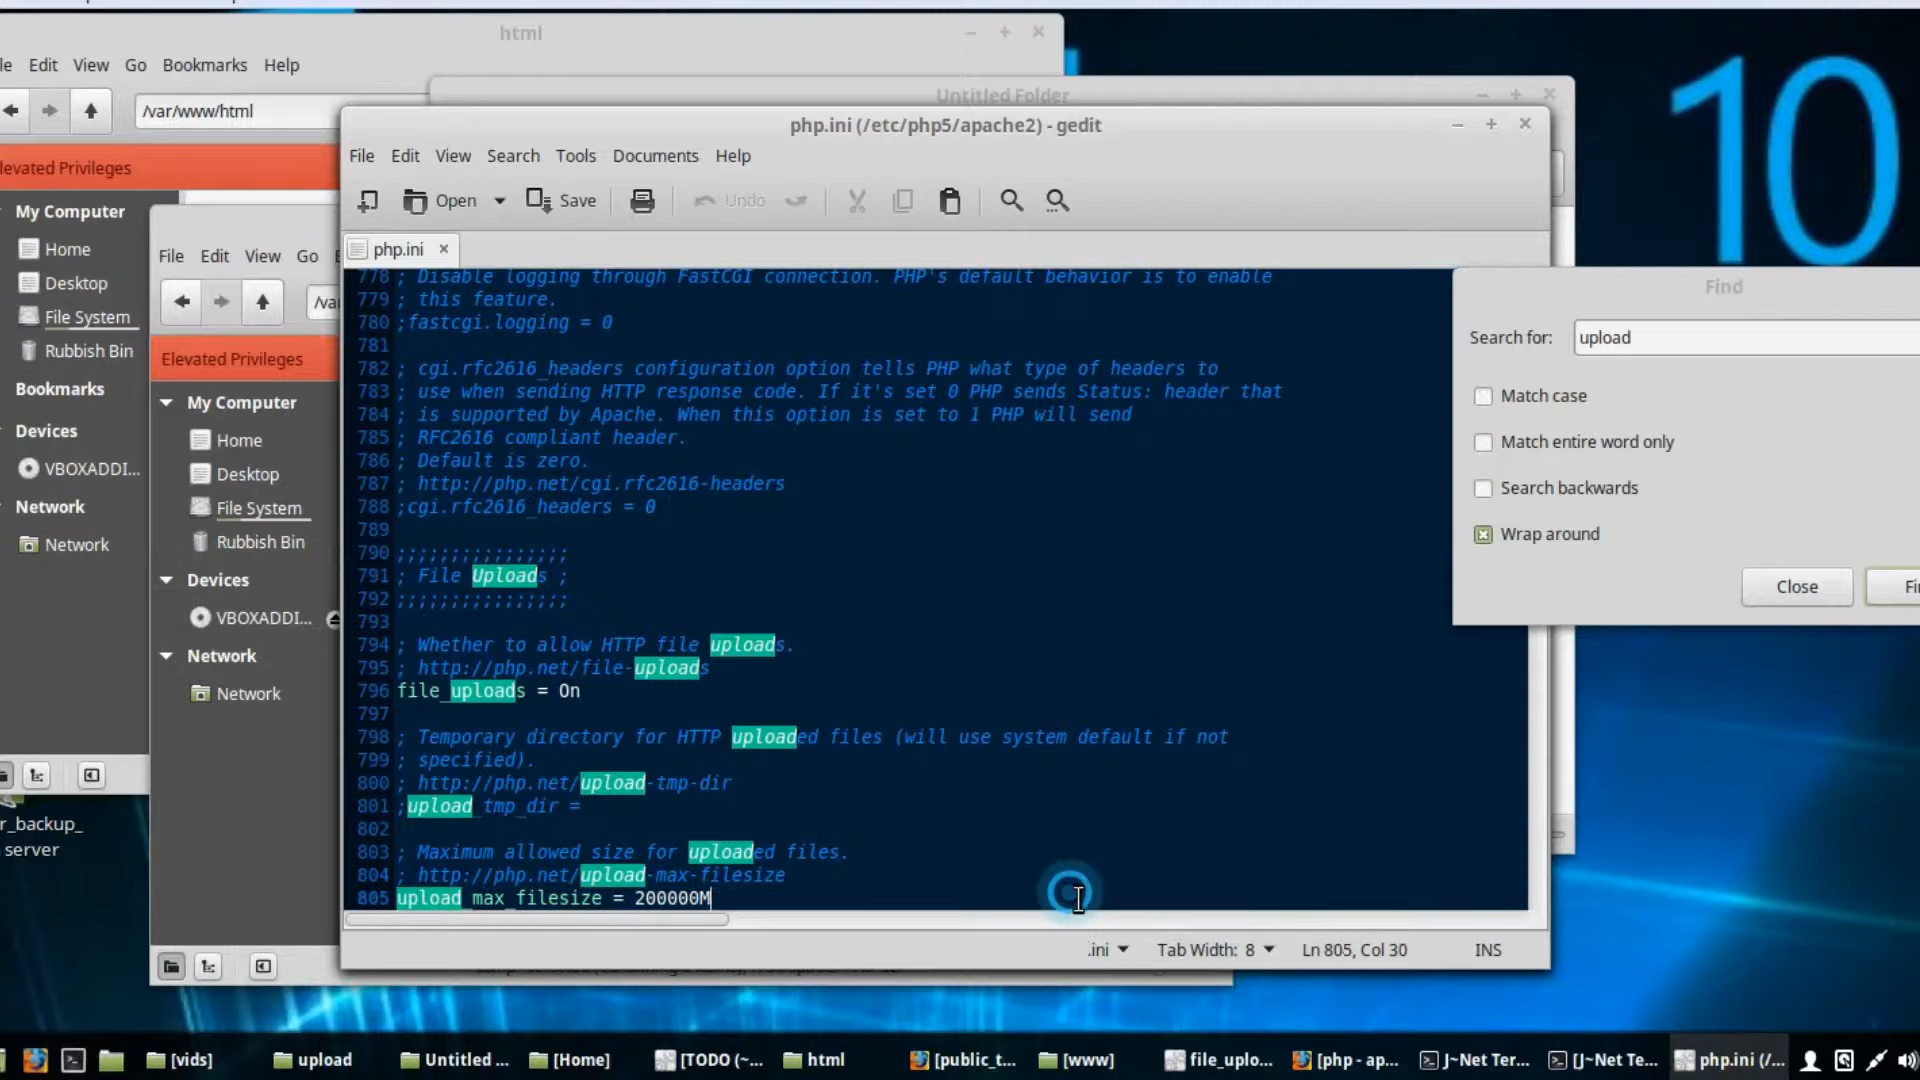 html
Edit View Go Bookmarks Help
/var/www/html
Elevated Privileges
My Computer
Home
Desktop
File System
Rubbish Bin
Bookmarks
Devices
VBOXADDI...
Network
Network
r_backup_
server
File Edit View Go
Elevated Privileges
My Computer
Home
Desktop
File System
Rubbish Bin
Devices
VBOXADDI...
Network
Network
Untitled Folder
10
php.ini (/etc/php5/apache2) - gedit
File Edit View Search Tools Documents Help
Open Save Undo
php.ini
778 ; Disable logging through FastCGI connection. PHP's default behavior is to enable
779 ; this feature.
780 ;fastcgi.logging = 0
781
782 ; cgi.rfc2616_headers configuration option tells PHP what type of headers to
783 ; use when sending HTTP response code. If it's set 0 PHP sends Status: header that
784 ; is supported by Apache. When this option is set to 1 PHP will send
785 ; RFC2616 compliant header.
786 ; Default is zero.
787 ; http://php.net/cgi.rfc2616-headers
788 ;cgi.rfc2616_headers = 0
789
790 ;;;;;;;;;;;;;;;;
791 ; File Uploads ;
792 ;;;;;;;;;;;;;;;;
793
794 ; Whether to allow HTTP file uploads.
795 ; http://php.net/file-uploads
796 file_uploads = On
797
798 ; Temporary directory for HTTP uploaded files (will use system default if not
799 ; specified).
800 ; http://php.net/upload-tmp-dir
801 ;upload_tmp_dir =
802
803 ; Maximum allowed size for uploaded files.
804 ; http://php.net/upload-max-filesize
805 upload_max_filesize = 200000M
.ini Tab Width: 8 Ln 805, Col 30 INS
Find
Search for: upload
Match case
Match entire word only
Search backwards
Wrap around
Close
[vids] upload Untitled ... [Home] [TODO (~... html [public_t... [www] file_uplo... [php - ap... J~Net Ter... [J~Net Te... php.ini (/...